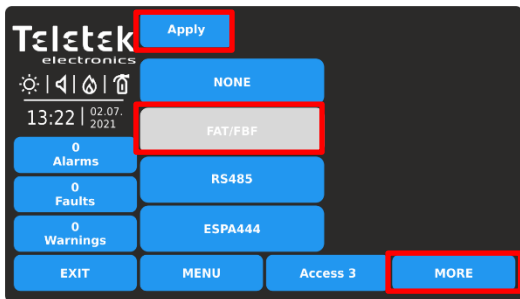 Teletek
electronics
13:22 | 02.07.
2021
0
Alarms
0
Faults
0
Warnings
Apply
NONE
FAT/FBF
RS485
ESPA444
EXIT
MENU
Access 3
MORE